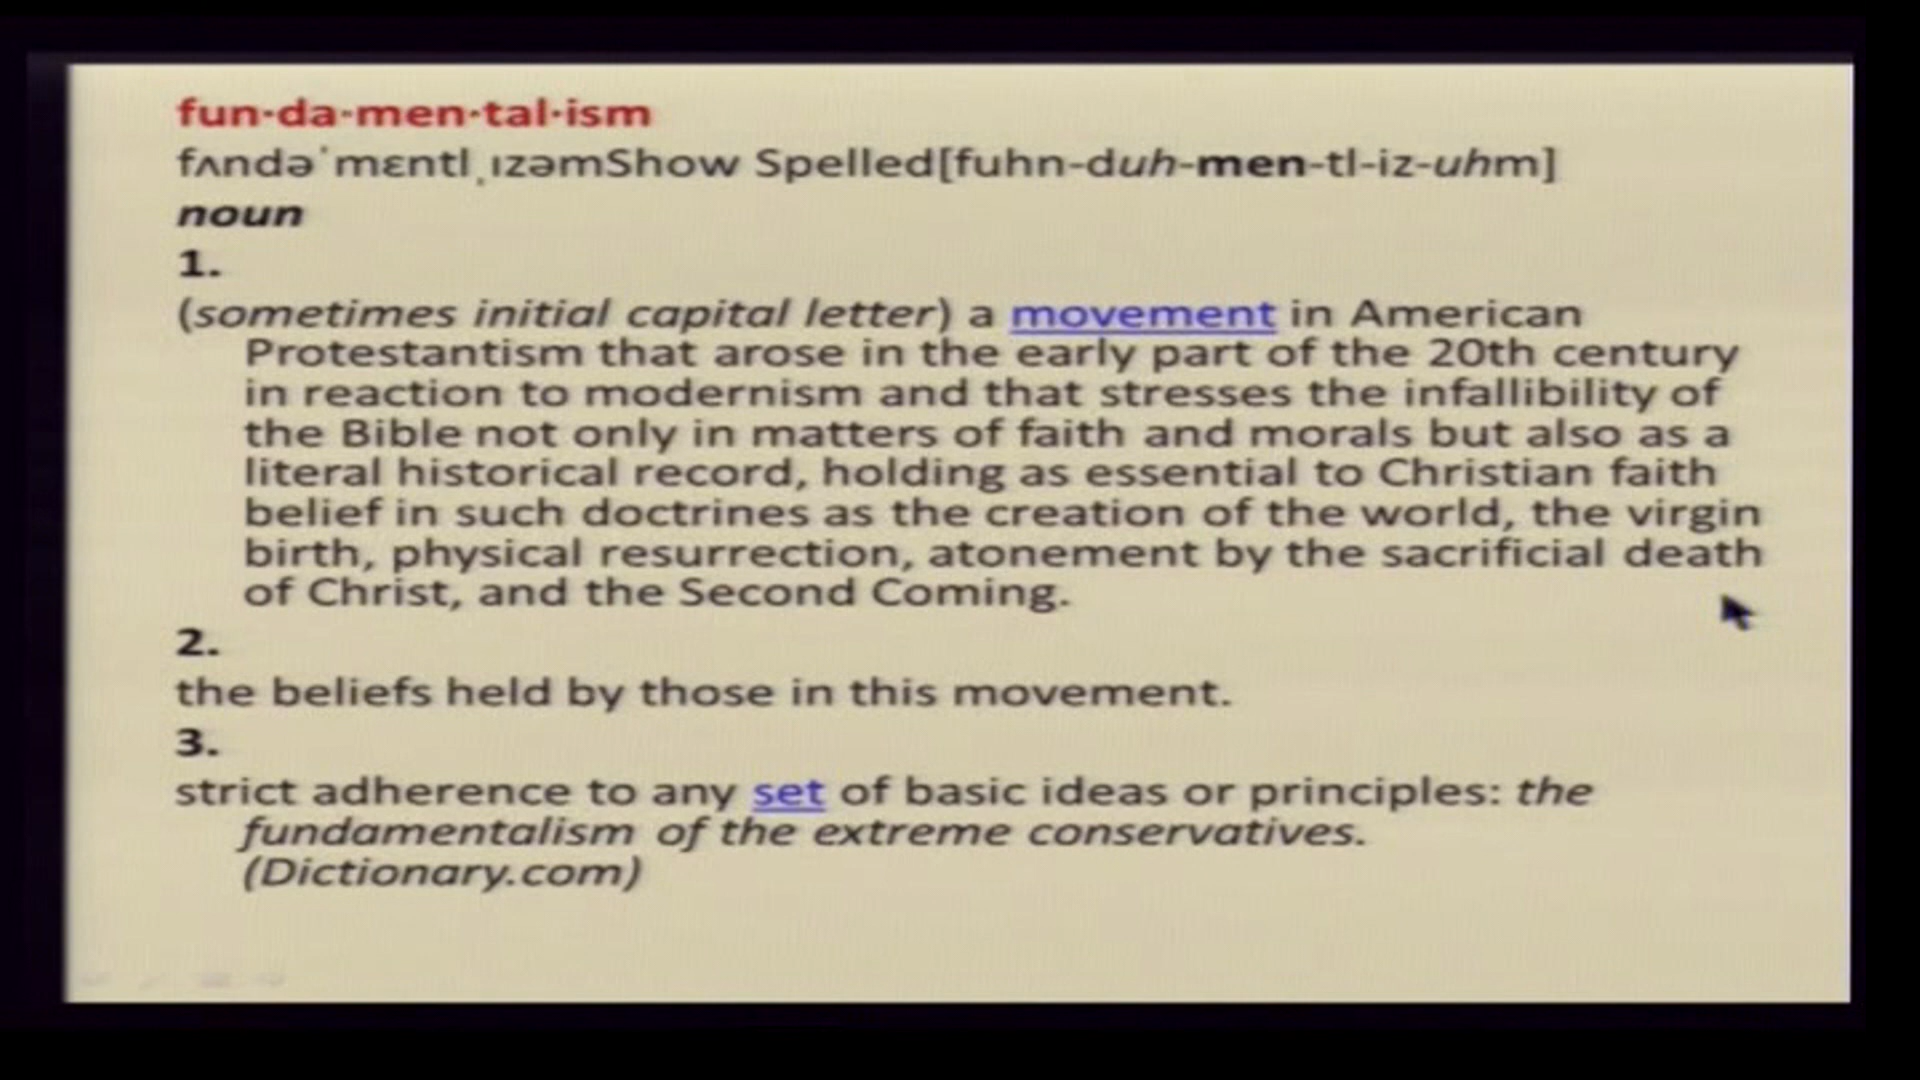 fun·da·men·tal·ism
fʌndəˈmɛntlˌɪzəmShow Spelled[fuhn-duh-men-tl-iz-uhm]
noun
1.
(sometimes initial capital letter) a movement in American
Protestantism that arose in the early part of the 20th century
in reaction to modernism and that stresses the infallibility of
the Bible not only in matters of faith and morals but also as a
literal historical record, holding as essential to Christian faith
belief in such doctrines as the creation of the world, the virgin
birth, physical resurrection, atonement by the sacrificial death
of Christ, and the Second Coming.
2.
the beliefs held by those in this movement.
3.
strict adherence to any set of basic ideas or principles: the
fundamentalism of the extreme conservatives.
(Dictionary.com)